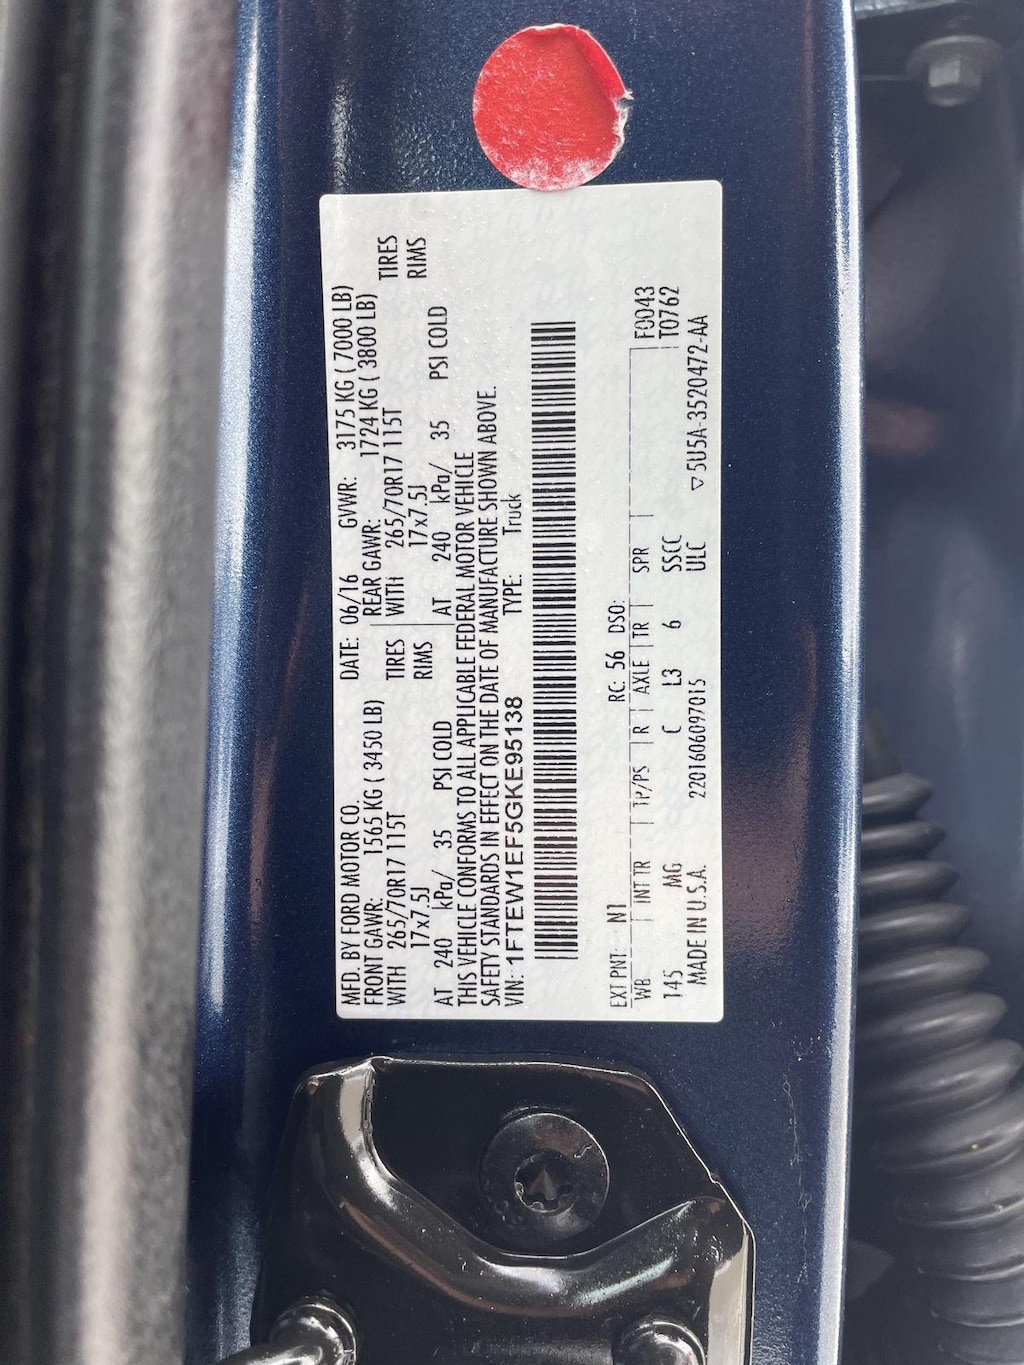 MFD. BY FORD MOTOR CO. DATE: 06/16 GVWR: 3175 KG ( 7000 LB)
FRONT GAWR: 1565 KG ( 3450 LB) REAR GAWR: 1724 KG ( 3800 LB)
WITH 265/70R17 115T TIRES WITH 265/70R17 115T TIRES
17x7.5J RIMS 17x7.5J RIMS
AT 240 kPa/ 35 PSI COLD AT 240 kPa/ 35 PSI COLD
THIS VEHICLE CONFORMS TO ALL APPLICABLE FEDERAL MOTOR VEHICLE
SAFETY STANDARDS IN EFFECT ON THE DATE OF MANUFACTURE SHOWN ABOVE.
VIN: 1FTEW1EF5GKE95138 TYPE: Truck
EXT PNT: N1 RC: 56 DSO:
WB INT TR TP/PS R AXLE TR SPR F0043
145 MG C L3 6 SSCC T0762
MADE IN U.S.A. 2201606097015 ULC ▽5U5A-3520472-AA